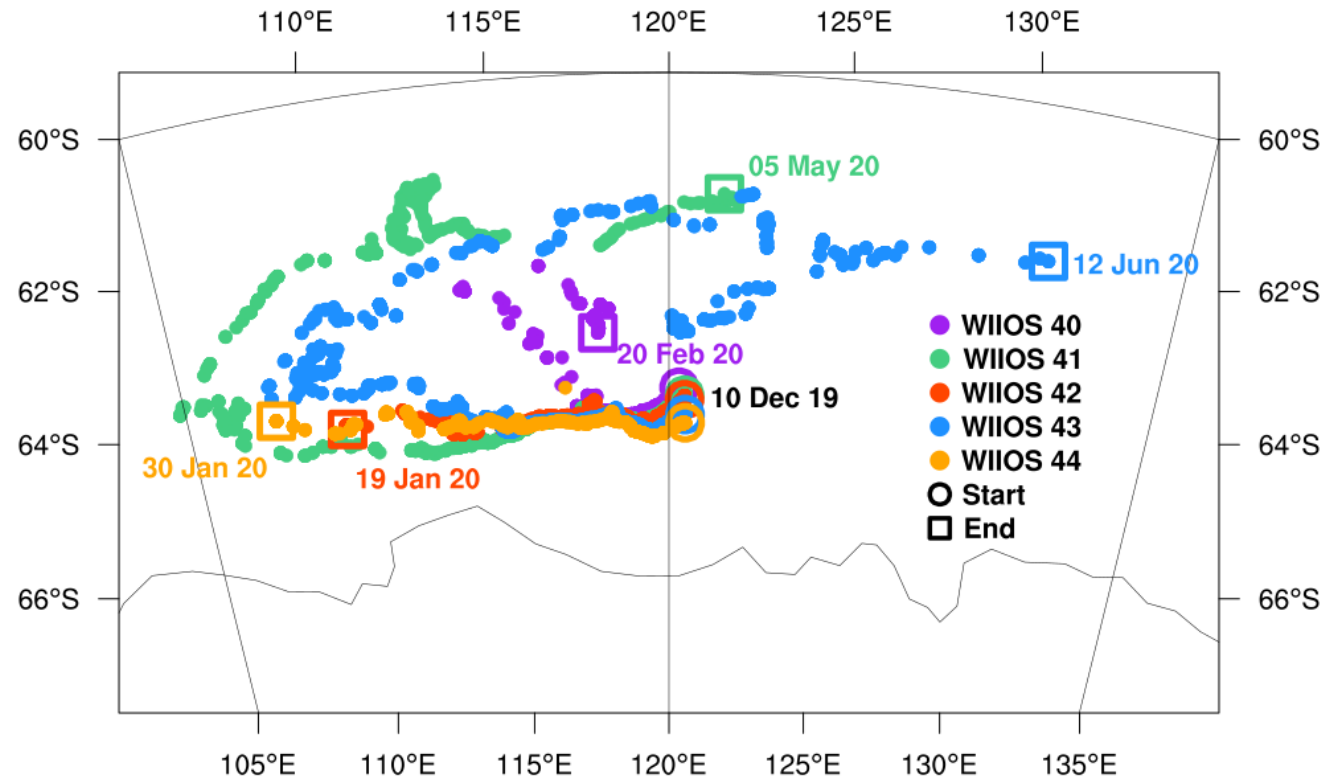 110°E 115°E 120°E 125°E 130°E
60°S 60°S
05 May 20
12 Jun 20
62°S 62°S
WIIOS 40
20 Feb 20
WIIOS 41
10 Dec 19
WIIOS 42
WIIOS 43
64°S 64°S
WIIOS 44
30 Jan 20
19 Jan 20
Start
End
66°S 66°S
105°E 110°E 115°E 120°E 125°E 130°E 135°E